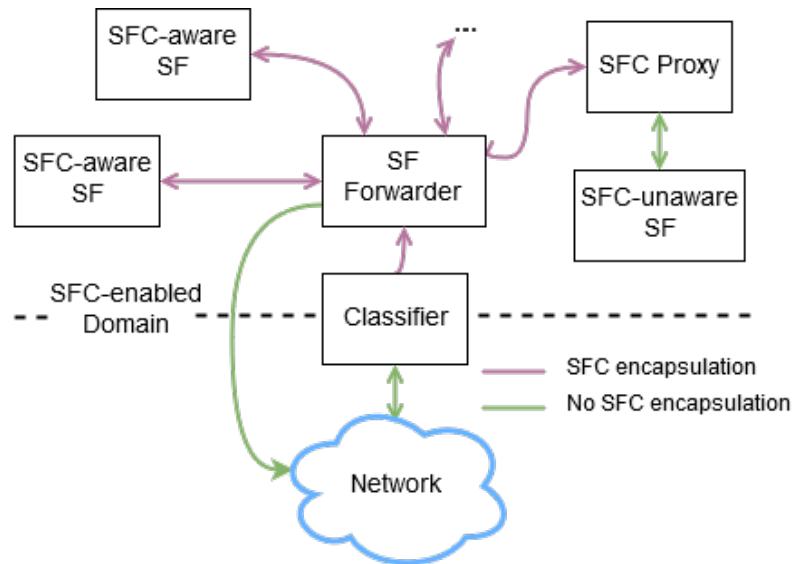 SFC-aware
SF
...
SFC Proxy
SFC-aware
SF
SF
Forwarder
SFC-unaware
SF
SFC-enabled
Domain
Classifier
SFC encapsulation
No SFC encapsulation
Network